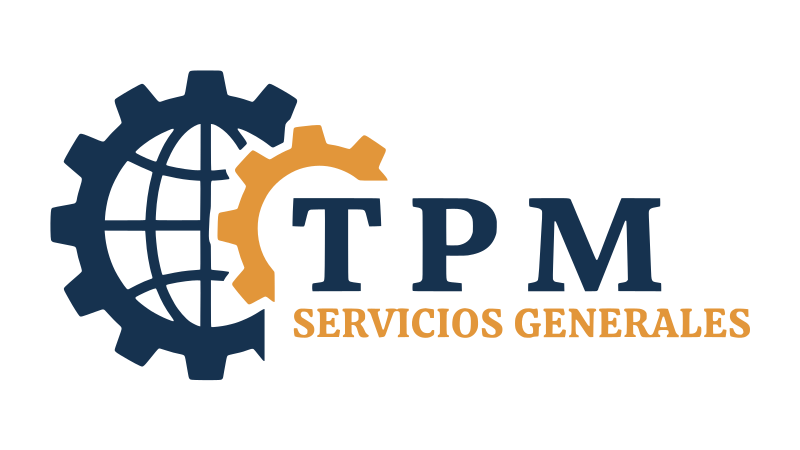 TPM
SERVICIOS GENERALES